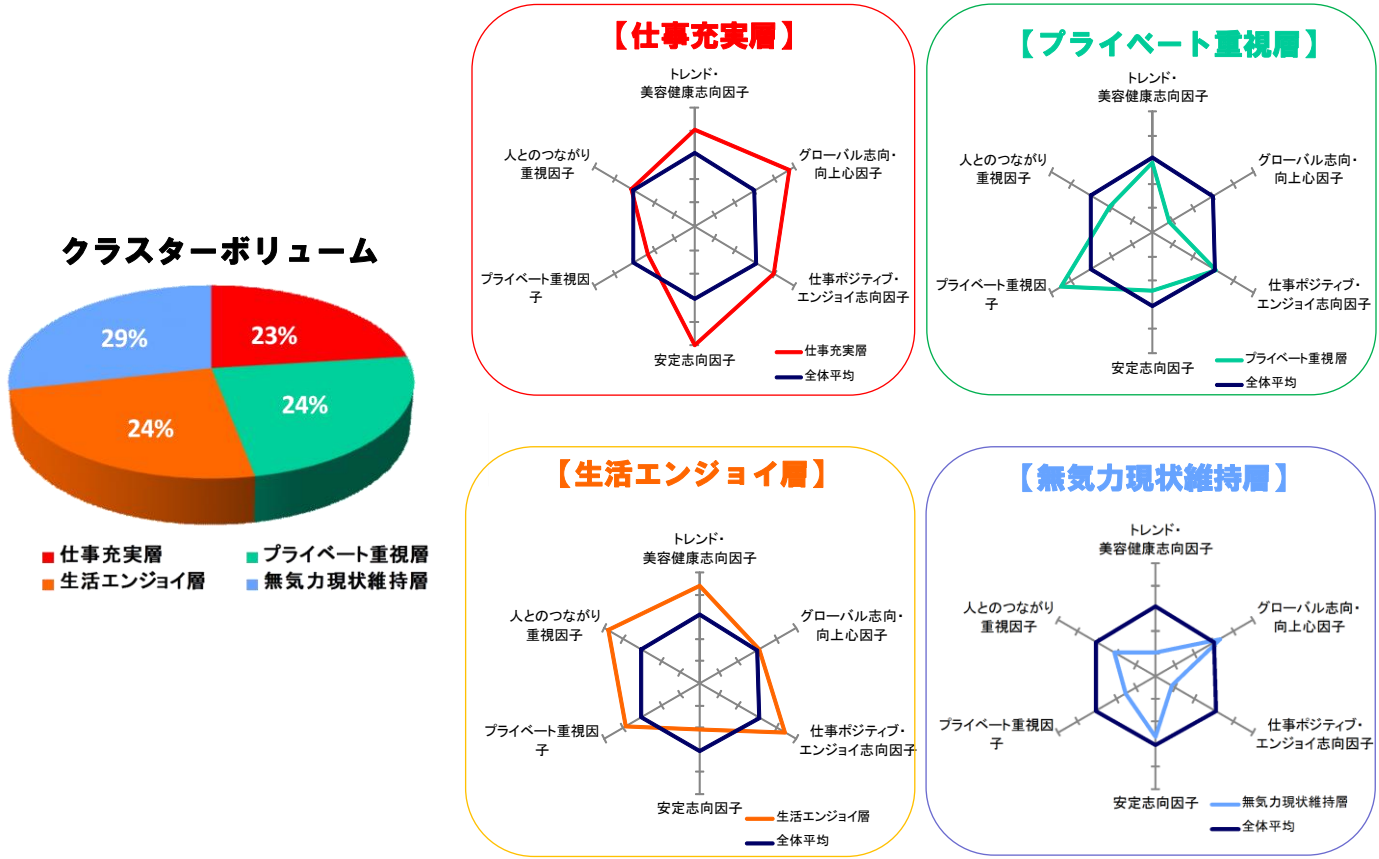 クラスターボリューム
29%
23%
24%
24%
仕事充実層
プライベート重視層
生活エンジョイ層
無気力現状維持層
【仕事充実層】
トレンド・
美容健康志向因子
人とのつながり
重視因子
グローバル志向・
向上心因子
プライベート重視因
子
仕事ポジティブ・
エンジョイ志向因子
安定志向因子
仕事充実層
全体平均
【プライベート重視層】
トレンド・
美容健康志向因子
人とのつながり
重視因子
グローバル志向・
向上心因子
プライベート重視因
子
仕事ポジティブ・
エンジョイ志向因子
安定志向因子
プライベート重視層
全体平均
【生活エンジョイ層】
トレンド・
美容健康志向因子
人とのつながり
重視因子
グローバル志向・
向上心因子
プライベート重視因
子
仕事ポジティブ・
エンジョイ志向因子
安定志向因子
生活エンジョイ層
全体平均
【無気力現状維持層】
トレンド・
美容健康志向因子
人とのつながり
重視因子
グローバル志向・
向上心因子
プライベート重視因
子
仕事ポジティブ・
エンジョイ志向因子
安定志向因子
無気力現状維持層
全体平均